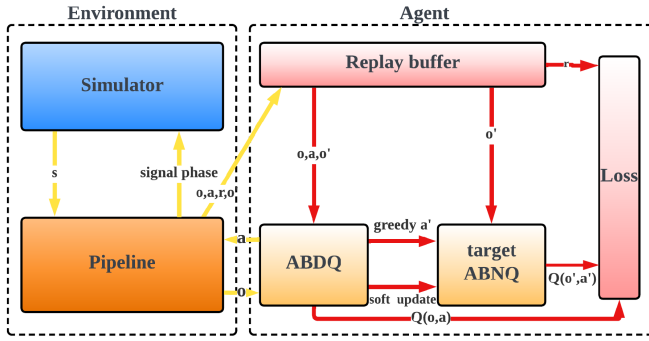 Environment
Agent
Simulator
Replay buffer
r
s
signal phase
o,a,r,o
o,a,o'
o'
Loss
Pipeline
a
o
ABDQ
greedy a'
soft update
target
ABNQ
Q(o',a')
Q(o,a)